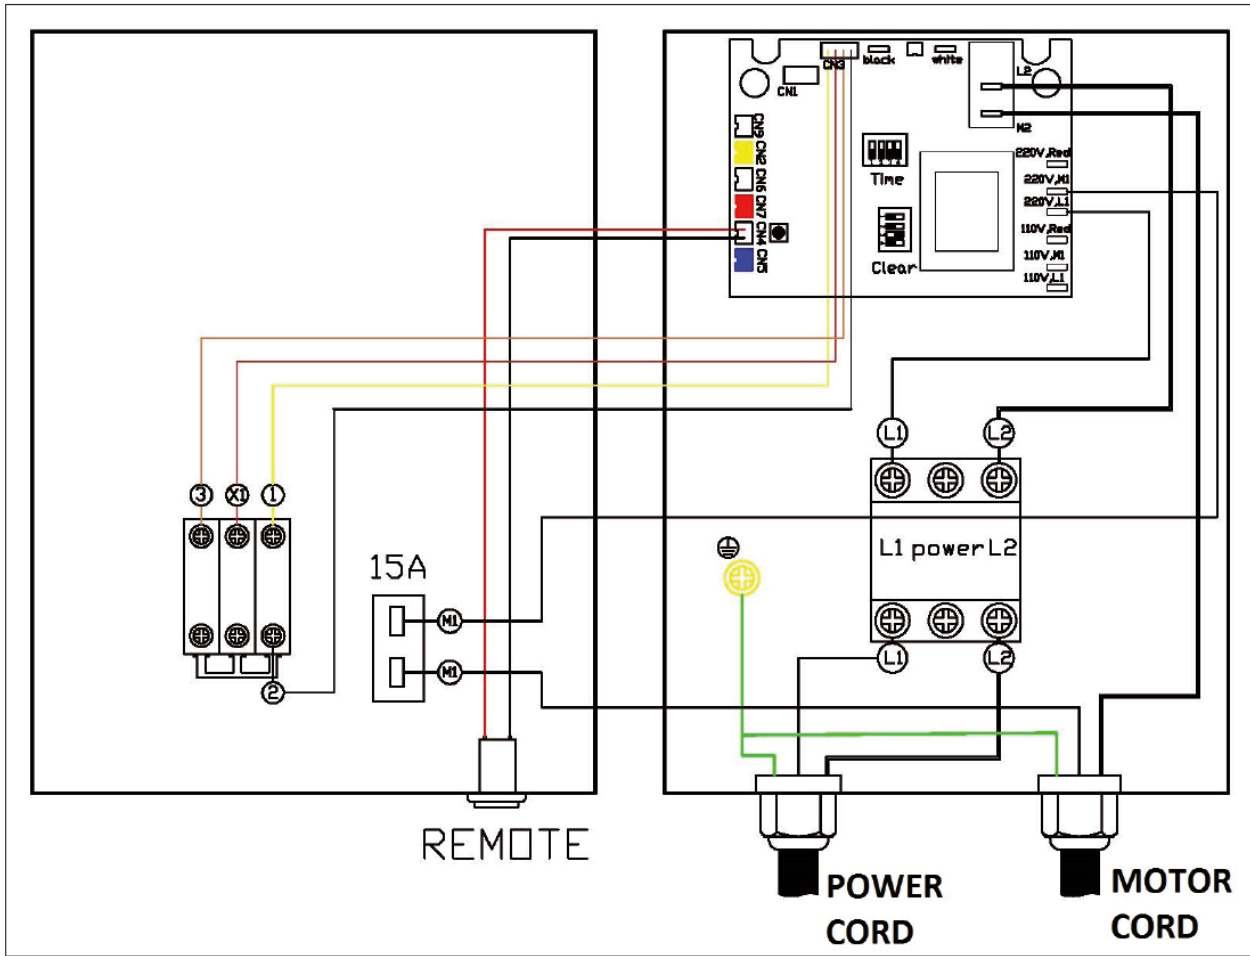 CN3
black
white
L2
CN1
M2
CN9
CN2
CN6
CN7
CN4
CN5
Time
Clear
220V,Red
220V,M1
220V,L1
110V,Red
110V,M1
110V,L1
L1
L2
3
X1
1
L1 power L2
15A
M1
M1
L1
L2
2
REMOTE
POWER
CORD
MOTOR
CORD